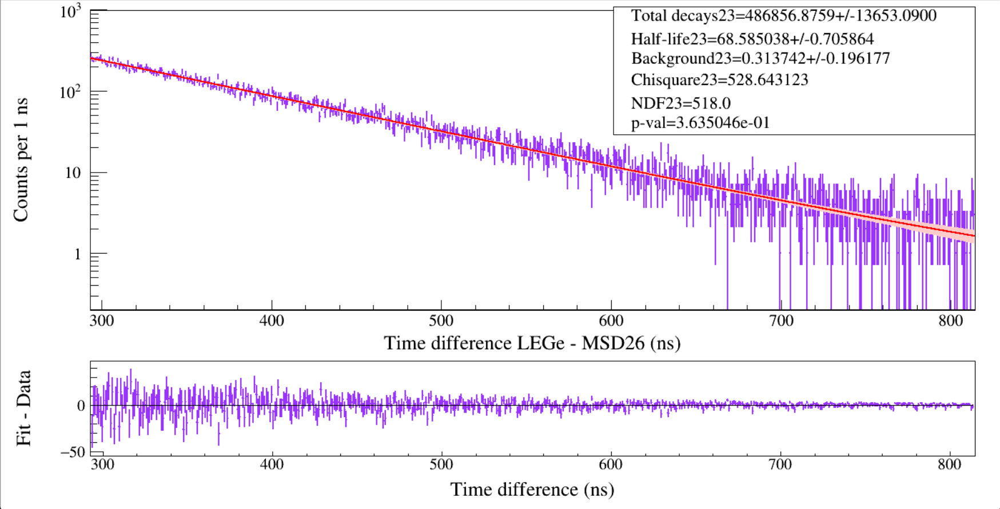 10³
Total decays23=486856.8759+/-13653.0900
Half-life23=68.585038+/-0.705864
Background23=0.313742+/-0.196177
Chisquare23=528.643123
NDF23=518.0
p-val=3.635046e-01
10²
10
1
Counts per 1 ns
300 400 500 600 700 800
Time difference LEGe - MSD26 (ns)
0
−50
Fit - Data
300 400 500 600 700 800
Time difference (ns)